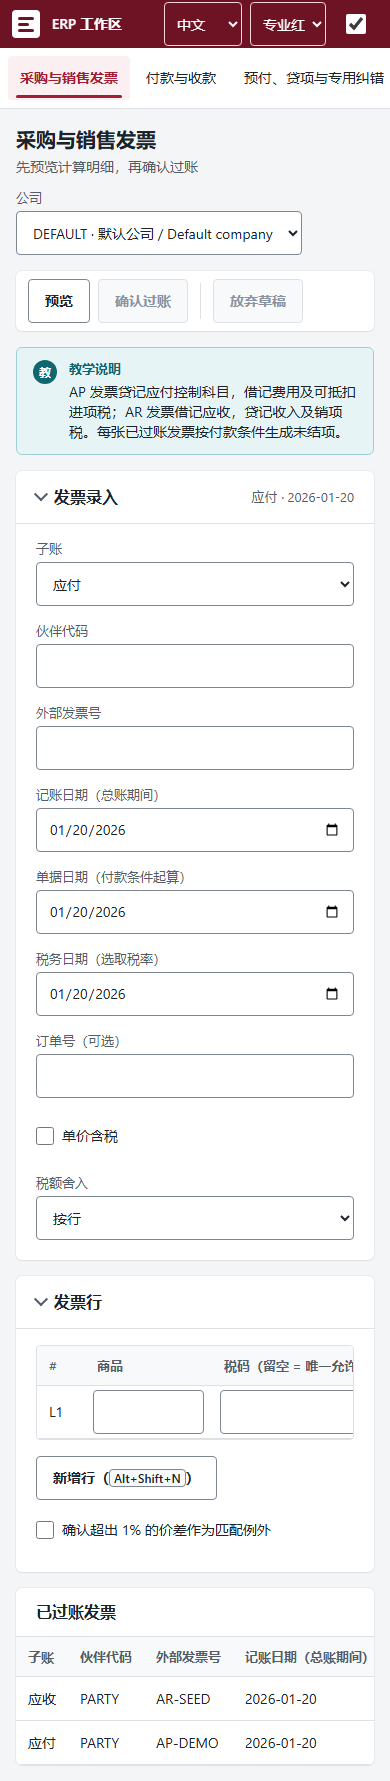 ERP 工作区
中文
专业红
采购与销售发票
付款与收款
预付、贷项与专用纠错
采购与销售发票
先预览计算明细，再确认过账
公司
DEFAULT · 默认公司 / Default company
预览
确认过账
放弃草稿
教
教学说明
AP 发票贷记应付控制科目，借记费用及可抵扣
进项税；AR 发票借记应收，贷记收入及销项
税。每张已过账发票按付款条件生成未结项。
发票录入
应付 · 2026-01-20
子账
应付
伙伴代码
外部发票号
记账日期（总账期间）
01/20/2026
单据日期（付款条件起算）
01/20/2026
税务日期（选取税率）
01/20/2026
订单号（可选）
单价含税
税额舍入
按行
发票行
# 商品 税码（留空 = 唯一允许
L1
新增行（Alt+Shift+N）
确认超出 1% 的价差作为匹配例外
已过账发票
子账 伙伴代码 外部发票号 记账日期（总账期间）
应收 PARTY AR-SEED 2026-01-20
应付 PARTY AP-DEMO 2026-01-20